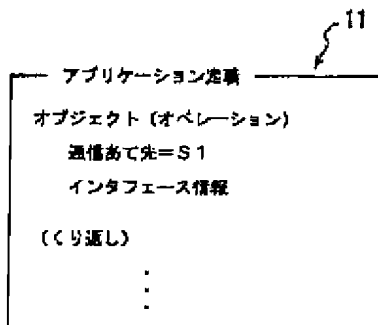 11
アプリケーション定義
オブジェクト (オペレーション)
通信あて先=S1
インタフェース情報
(くり返し)